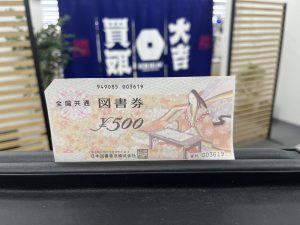 買取
大吉
949085 003619
全国共通 図書券
¥500
日本図書普及株式会社
003619